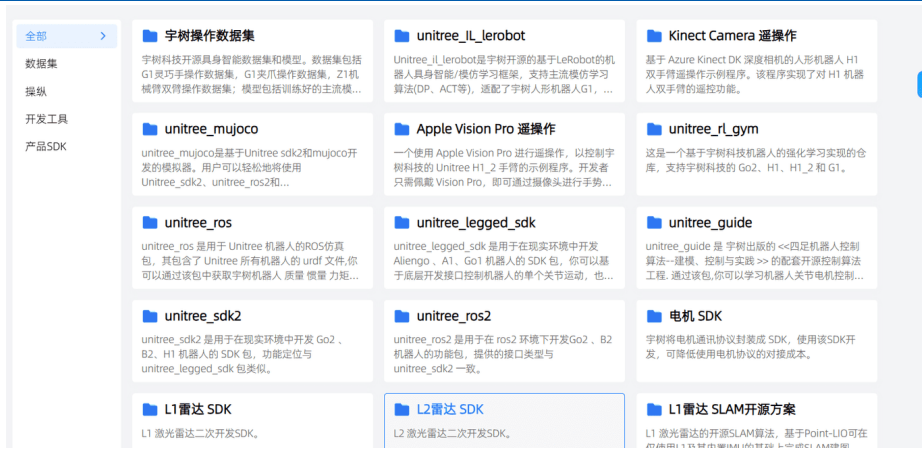 全部
数据集
操纵
开发工具
产品SDK
宇树操作数据集
宇树科技开源具身智能数据集和模型。数据集包括
G1灵巧手操作数据集，G1夹爪操作数据集，Z1机
械臂双臂操作数据集；模型包括训练好的主流模...
unitree_IL_lerobot
Unitree_il_lerobot是宇树开源的基于LeRobot的机
器人具身智能/模仿学习框架，支持主流模仿学习
算法(DP、ACT等)，适配了宇树人形机器人G1，...
Kinect Camera 遥操作
基于 Azure Kinect DK 深度相机的人形机器人 H1
双手臂遥操作示例程序。该程序实现了对 H1 机器
人双手臂的遥控功能。
unitree_mujoco
unitree_mujoco是基于Unitree sdk2和mujoco开
发的模拟器。用户可以轻松地将使用
Unitree_sdk2、unitree_ros2和...
Apple Vision Pro 遥操作
一个使用 Apple Vision Pro 进行遥操作，以控制宇
树科技的 Unitree H1_2 手臂的示例程序。开发者
只需佩戴 Vision Pro，即可通过摄像头进行手势...
unitree_rl_gym
这是一个基于宇树科技机器人的强化学习实现的仓
库，支持宇树科技的 Go2、H1、H1_2 和 G1。
unitree_ros
unitree_ros 是用于 Unitree 机器人的ROS仿真
包，其包含了 Unitree 所有机器人的 urdf 文件,你
可以通过该包中获取宇树机器人 质量 惯量 力矩...
unitree_legged_sdk
unitree_legged_sdk 是用于在现实环境中开发
Aliengo 、A1、Go1 机器人的 SDK 包，你可以基
于底层开发接口控制机器人的单个关节运动，也...
unitree_guide
unitree_guide 是 宇树出版的 <<四足机器人控制
算法--建模、控制与实践 >> 的配套开源控制算法
工程. 通过该包,你可以学习机器人关节电机控制...
unitree_sdk2
unitree_sdk2 是用于在现实环境中开发 Go2 、
B2、H1 机器人的 SDK 包，功能定位与
unitree_legged_sdk 包类似。
unitree_ros2
unitree_ros2 是用于在 ros2 环境下开发Go2 、B2
机器人的功能包，提供的接口类型与
unitree_sdk2 一致。
电机 SDK
宇树将电机通讯协议封装成 SDK，使用该SDK开
发，可降低使用电机协议的对接成本。
L1雷达 SDK
L1 激光雷达二次开发SDK。
L2雷达 SDK
L2 激光雷达二次开发SDK。
L1雷达 SLAM开源方案
L1 激光雷达的开源SLAM算法，基于Point-LIO可在
仅使用L1及其内置IMU的基础上完成SLAM建图